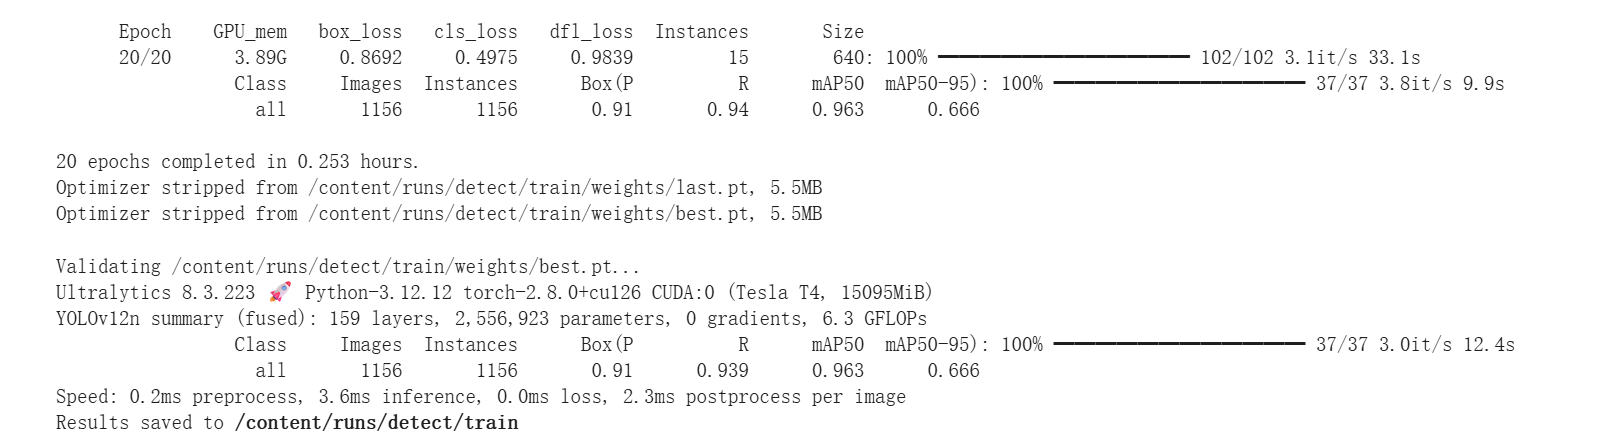 Epoch GPU_mem box_loss cls_loss dfl_loss Instances Size
20/20 3.89G 0.8692 0.4975 0.9839 15 640: 100% ━━━━━━━━━━━━ 102/102 3.1it/s 33.1s
Class Images Instances Box(P R mAP50 mAP50-95): 100% ━━━━━━━━━━━━ 37/37 3.8it/s 9.9s
all 1156 1156 0.91 0.94 0.963 0.666
20 epochs completed in 0.253 hours.
Optimizer stripped from /content/runs/detect/train/weights/last.pt, 5.5MB
Optimizer stripped from /content/runs/detect/train/weights/best.pt, 5.5MB
Validating /content/runs/detect/train/weights/best.pt...
Ultralytics 8.3.223 🚀 Python-3.12.12 torch-2.8.0+cu126 CUDA:0 (Tesla T4, 15095MiB)
YOLOv12n summary (fused): 159 layers, 2,556,923 parameters, 0 gradients, 6.3 GFLOPs
Class Images Instances Box(P R mAP50 mAP50-95): 100% ━━━━━━━━━━━━ 37/37 3.0it/s 12.4s
all 1156 1156 0.91 0.939 0.963 0.666
Speed: 0.2ms preprocess, 3.6ms inference, 0.0ms loss, 2.3ms postprocess per image
Results saved to /content/runs/detect/train